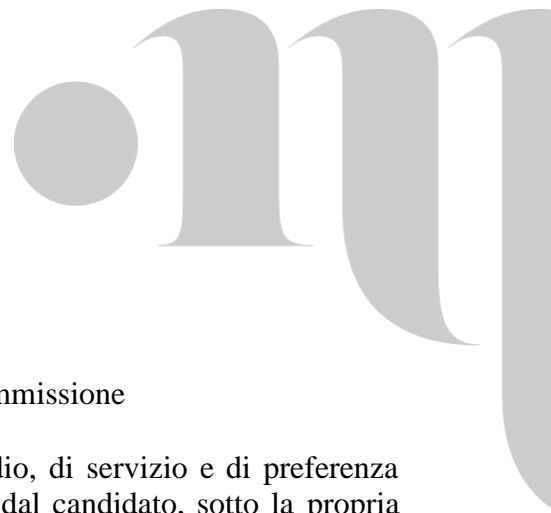 mmissione
dio, di servizio e di preferenza
dal candidato, sotto la propria